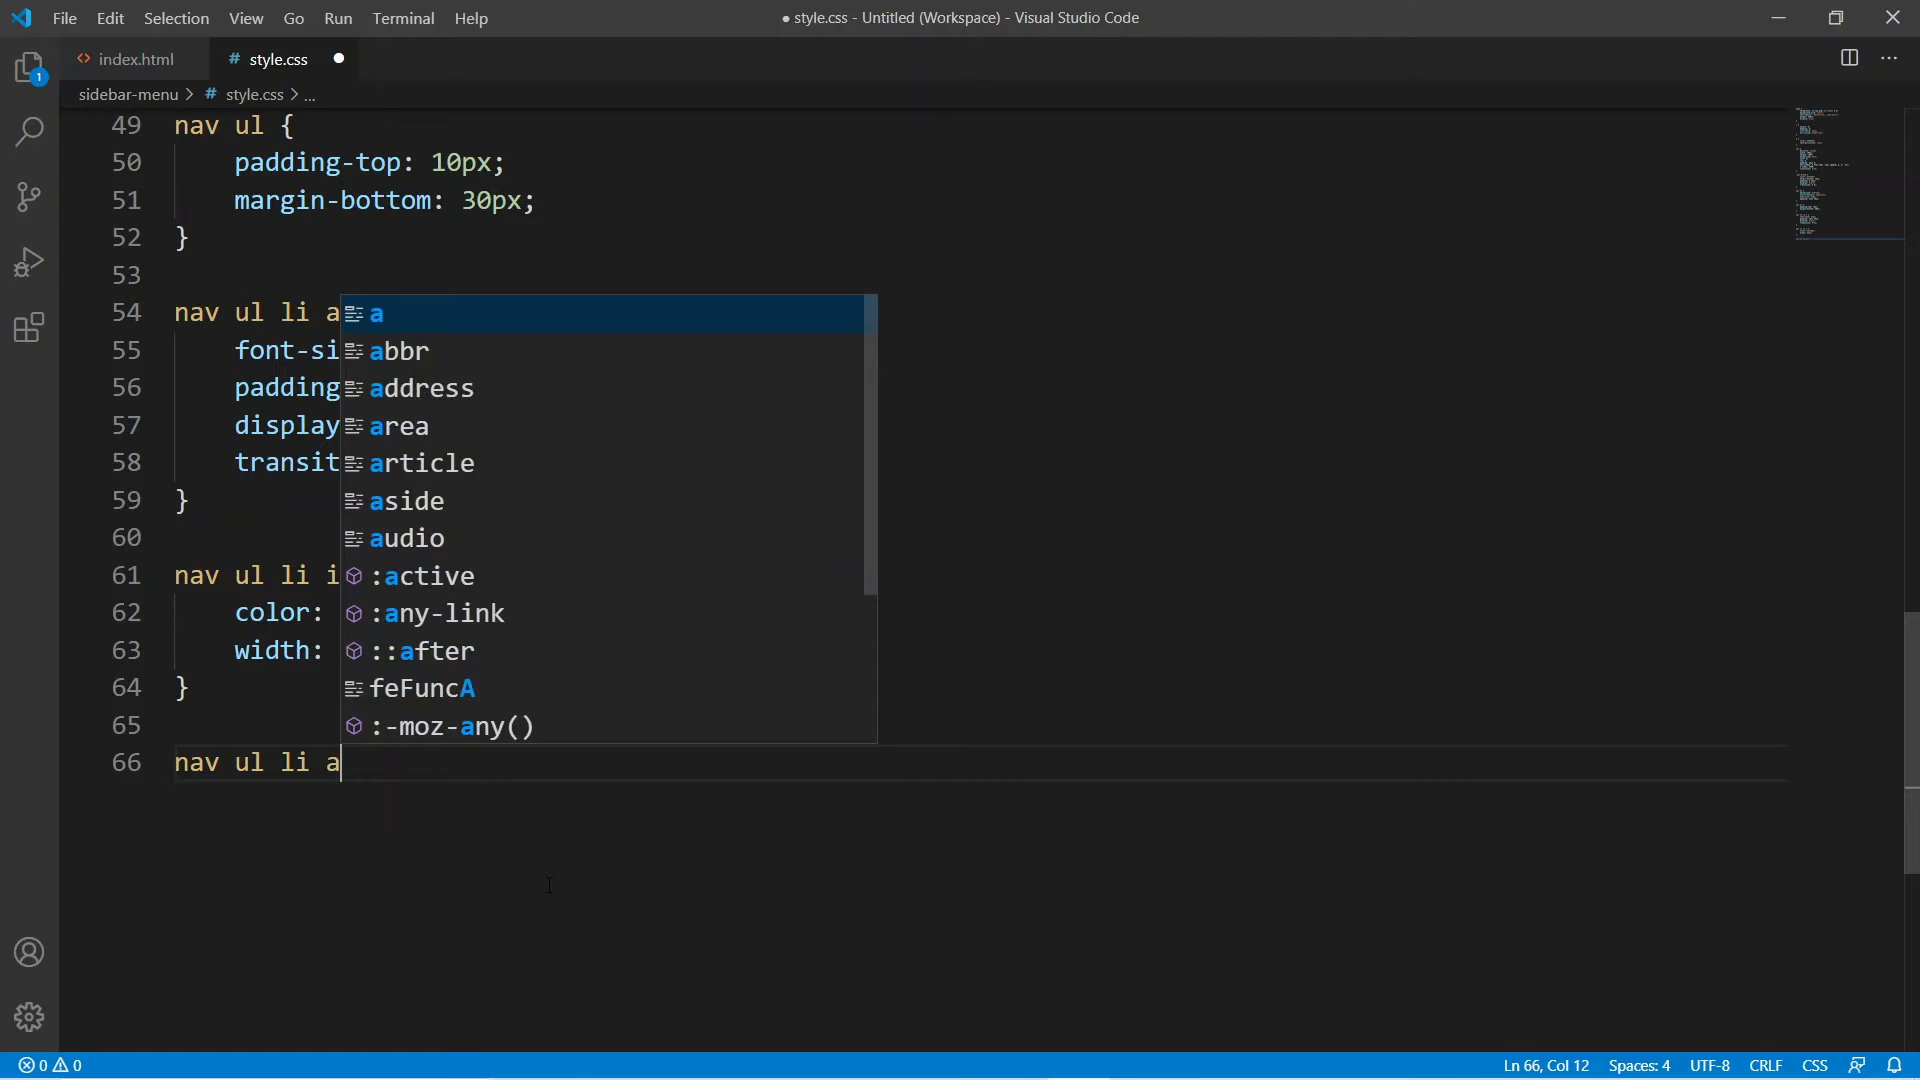 File Edit Selection View Go Run Terminal Help
● style.css - Untitled (Workspace) - Visual Studio Code
index.html # style.css
sidebar-menu > # style.css > ...
1
49 nav ul {
50 padding-top: 10px;
51 margin-bottom: 30px;
52 }
53
54 nav ul li a
55 font-si
56 padding
57 display
58 transit
59 }
60
61 nav ul li i
62 color:
63 width:
64 }
65
66 nav ul li a
a
abbr
address
area
article
aside
audio
:active
:any-link
::after
feFuncA
:-moz-any()
0 0
Ln 66, Col 12 Spaces: 4 UTF-8 CRLF CSS